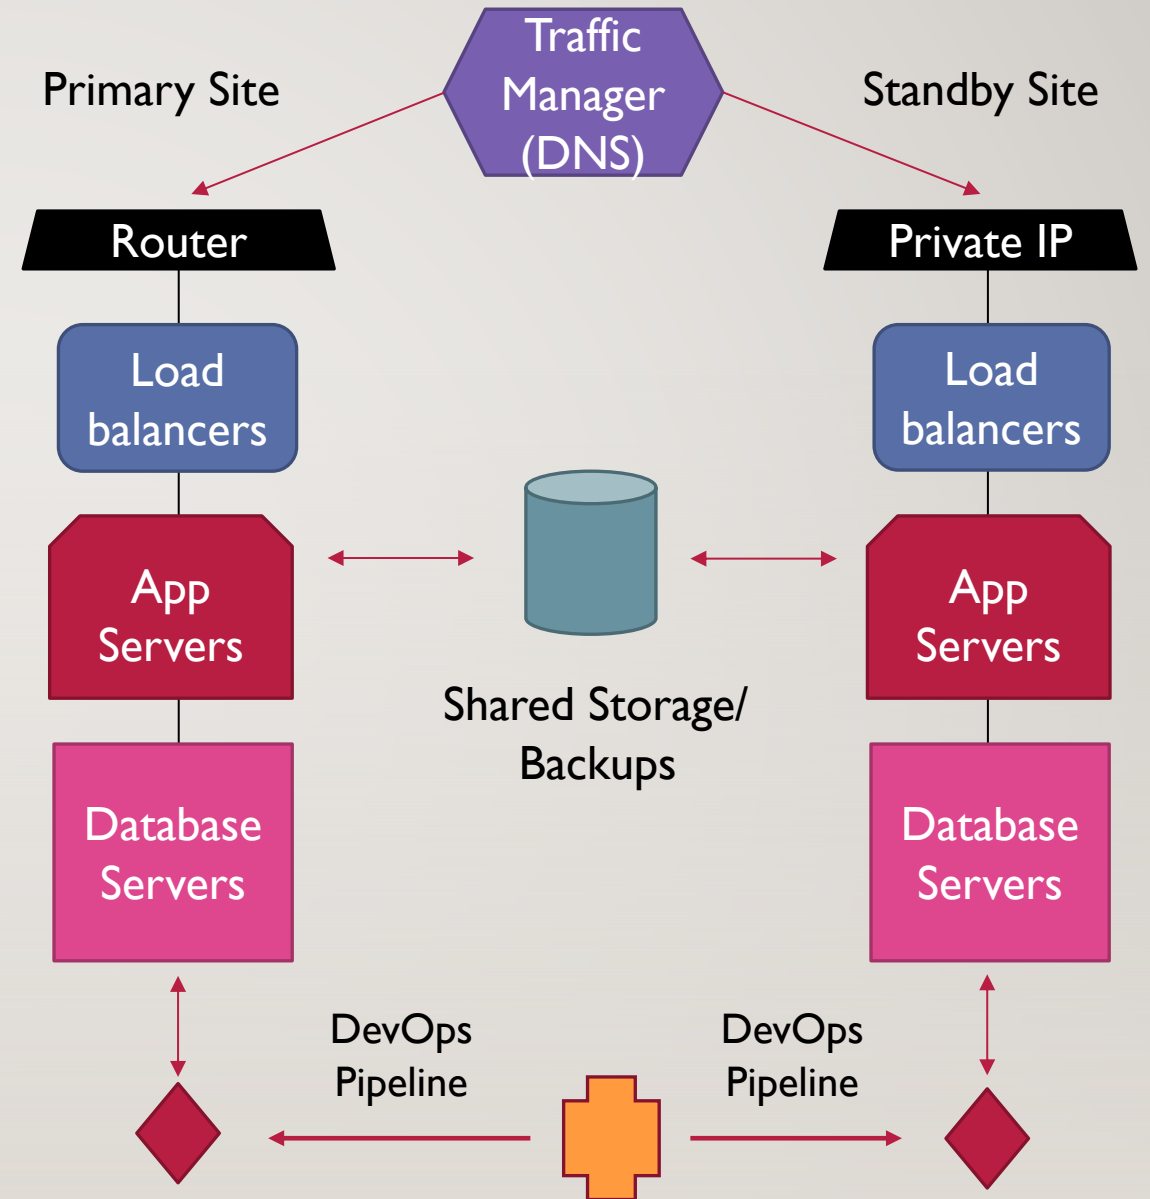 Traffic
Manager
(DNS)
Primary Site
Standby Site
Router
Private IP
Load
balancers
Load
balancers
App
Servers
App
Servers
Shared Storage/
Backups
Database
Servers
Database
Servers
DevOps
Pipeline
DevOps
Pipeline